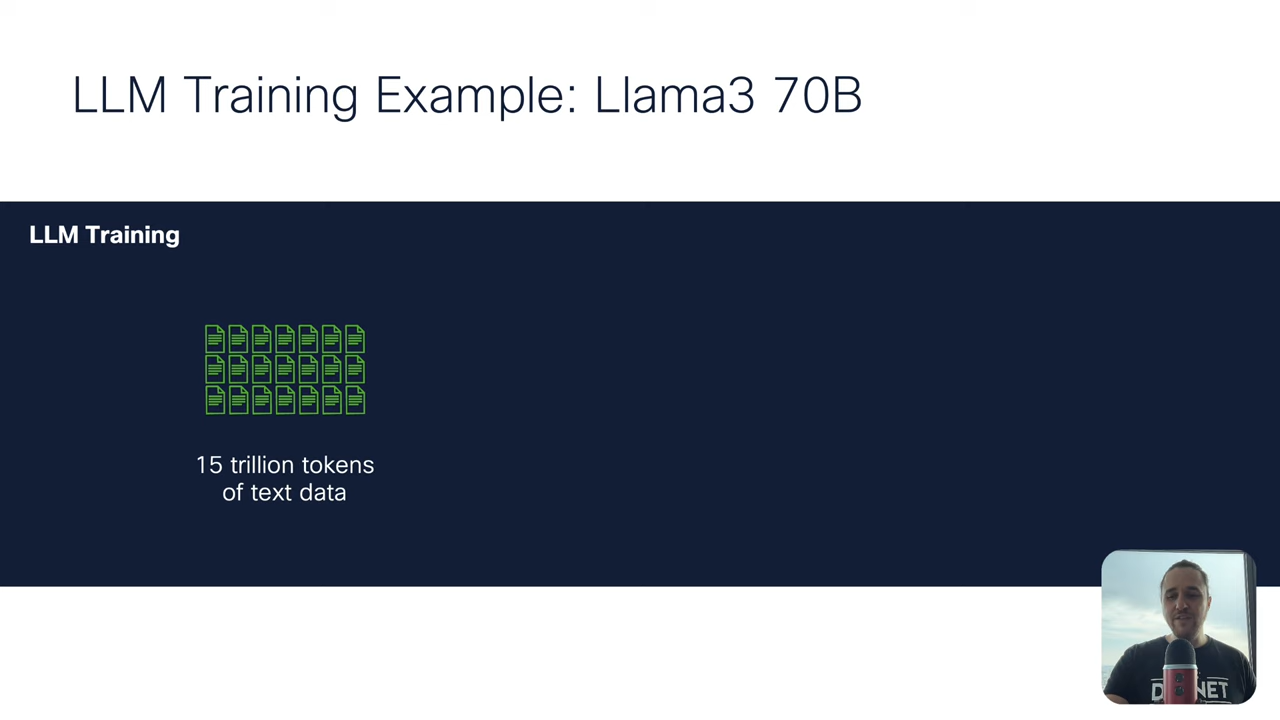 LLM Training Example: Llama3 70B
LLM Training
15 trillion tokens
of text data